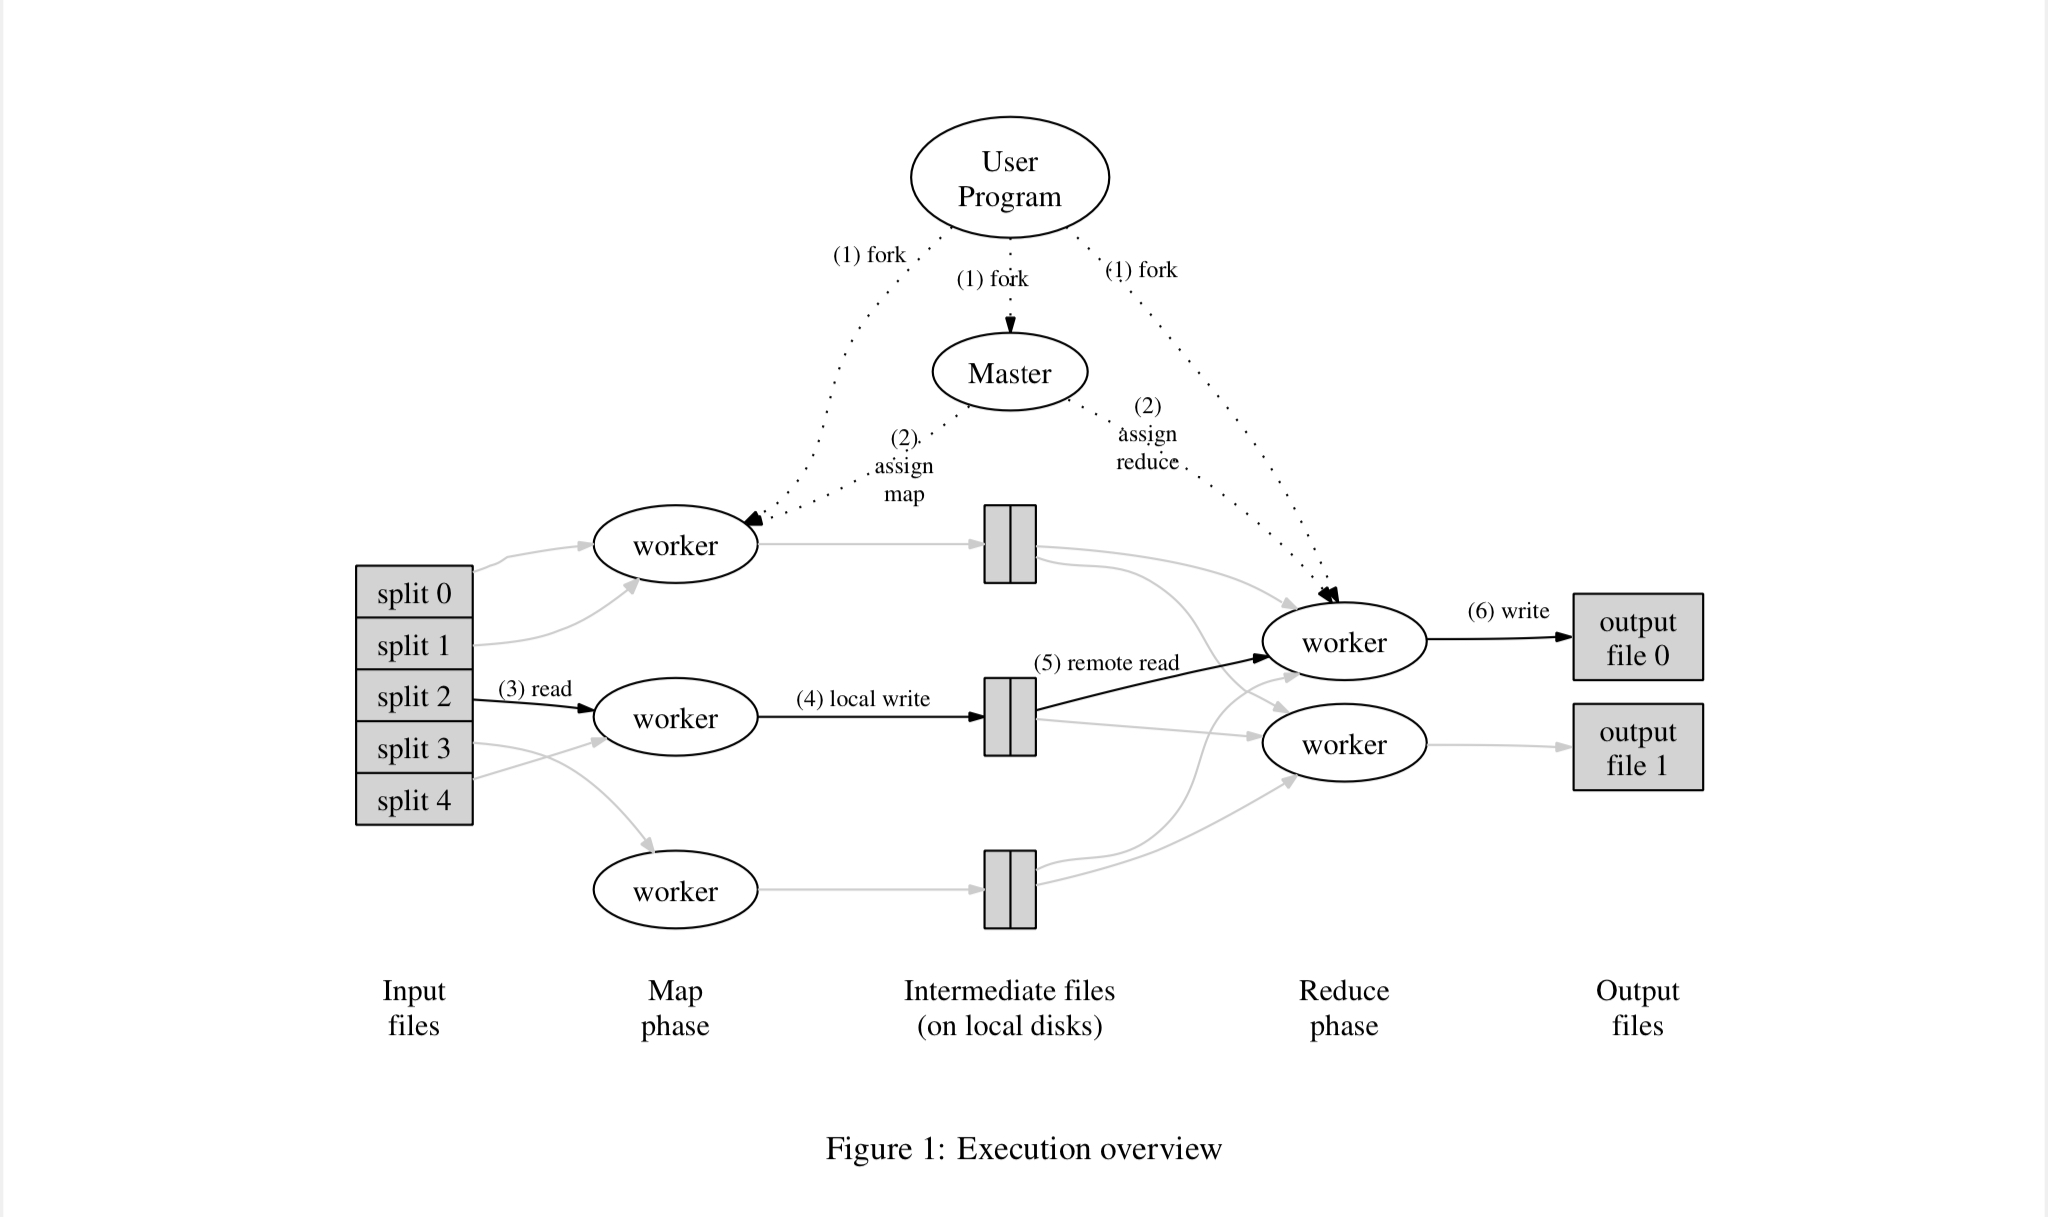 User
Program
(1) fork
(1) fork
(1) fork
Master
(2)
assign
map
(2)
assign
reduce
worker
split 0
split 1
split 2
split 3
split 4
(3) read
worker
(4) local write
(5) remote read
worker
(6) write
output
file 0
worker
output
file 1
worker
Input
files
Map
phase
Intermediate files
(on local disks)
Reduce
phase
Output
files
Figure 1: Execution overview